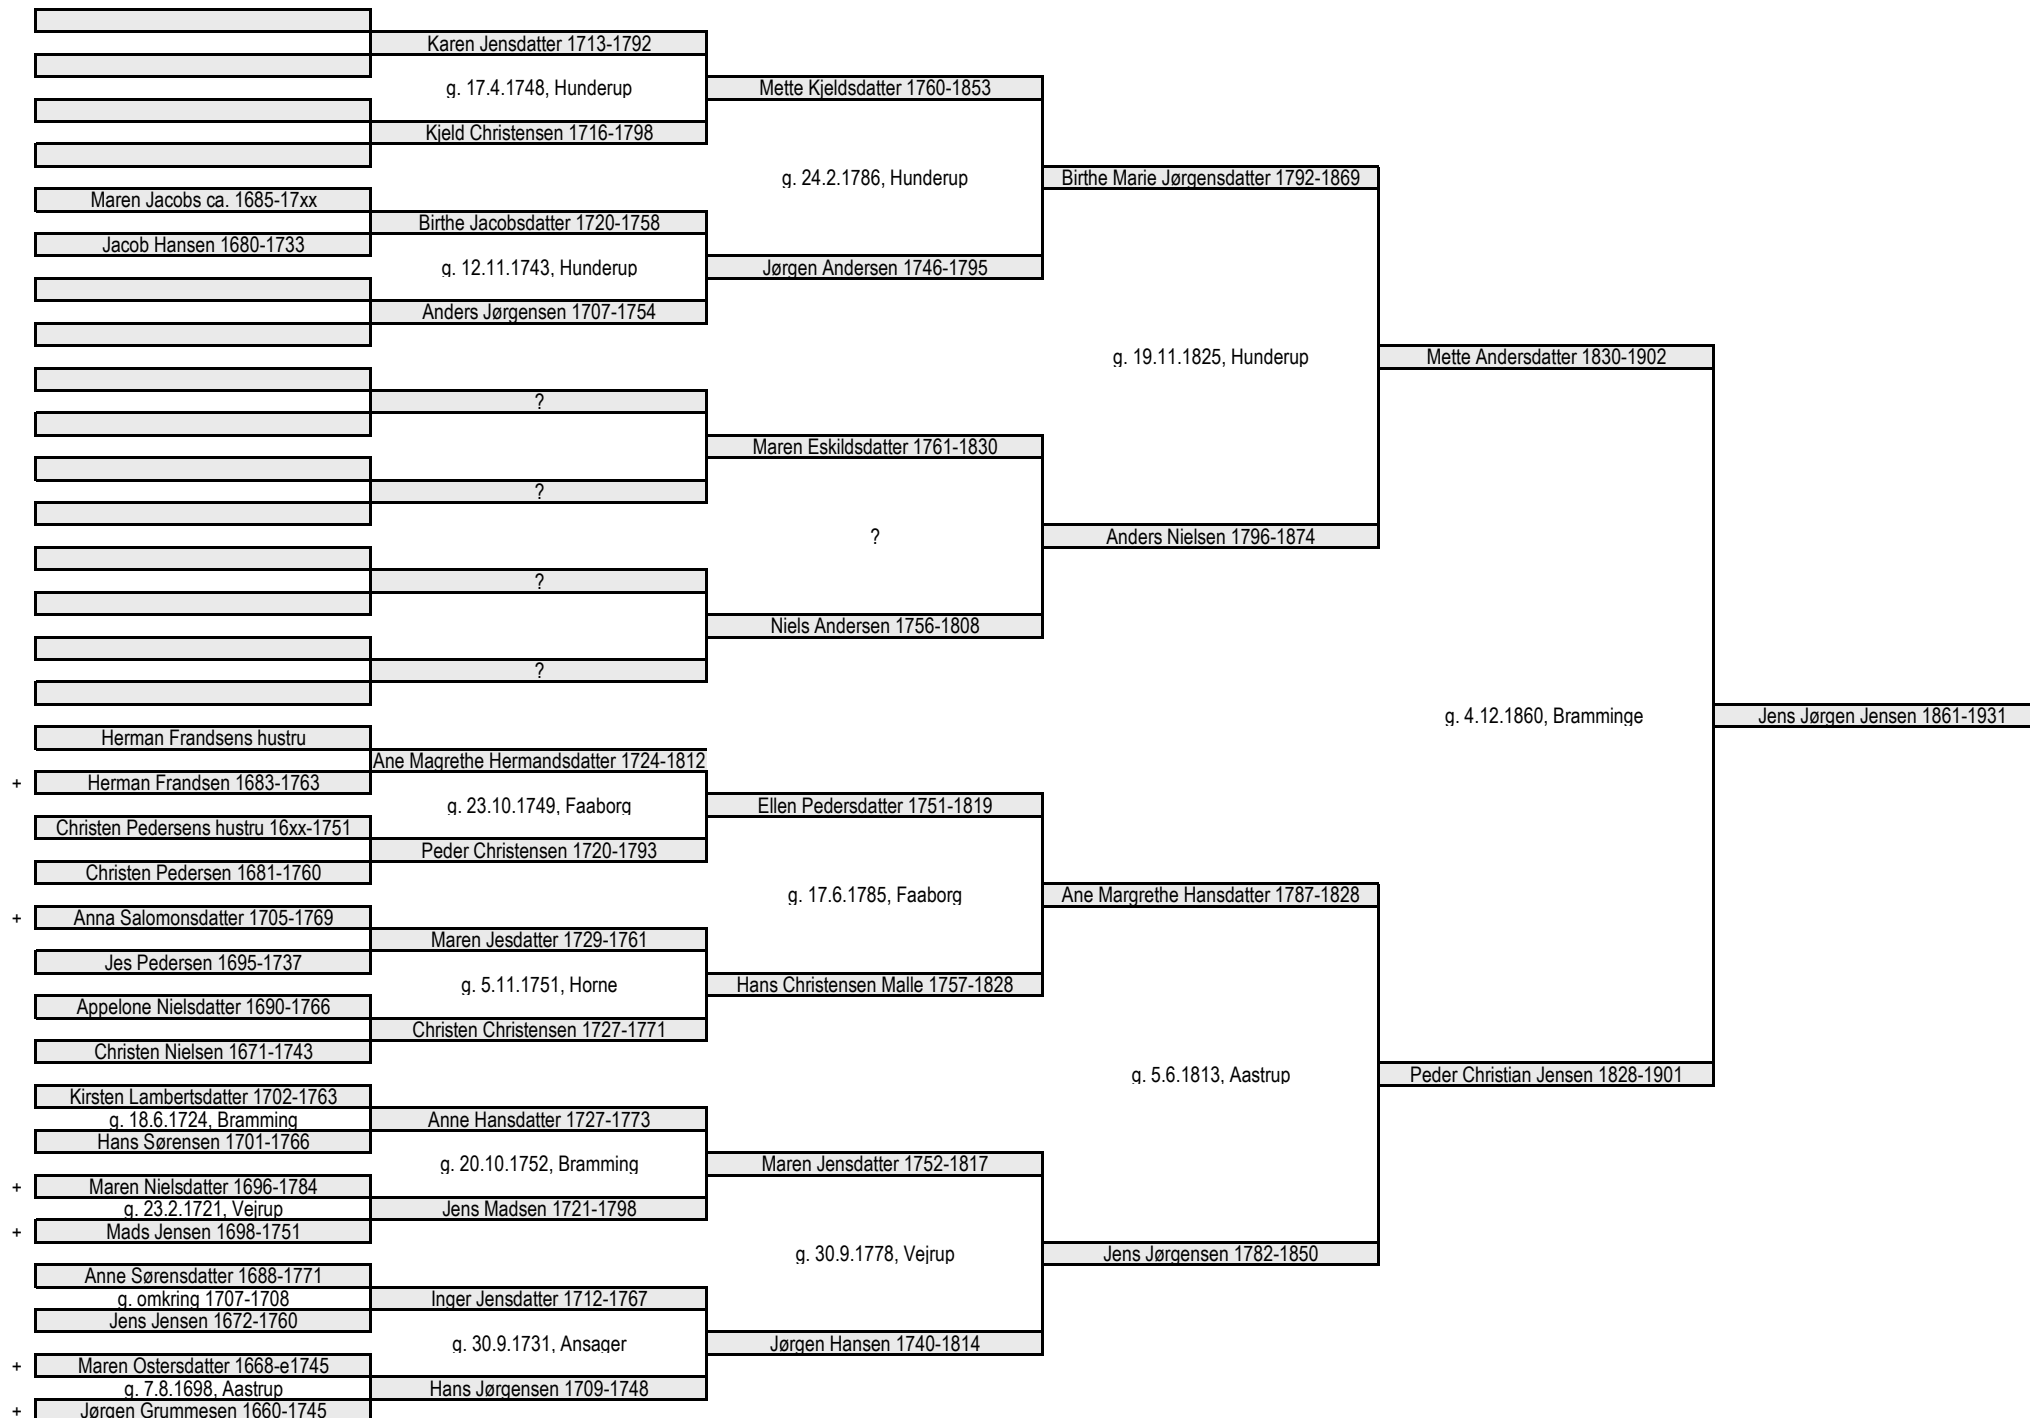 Karen Jensdatter 1713-1792
g. 17.4.1748, Hunderup
Mette Kjeldsdatter 1760-1853
Kjeld Christensen 1716-1798
g. 24.2.1786, Hunderup
Birthe Marie Jørgensdatter 1792-1869
Maren Jacobs ca. 1685-17xx
Birthe Jacobsdatter 1720-1758
Jacob Hansen 1680-1733
g. 12.11.1743, Hunderup
Jørgen Andersen 1746-1795
Anders Jørgensen 1707-1754
g. 19.11.1825, Hunderup
Mette Andersdatter 1830-1902
?
Maren Eskildsdatter 1761-1830
?
?
Anders Nielsen 1796-1874
?
Niels Andersen 1756-1808
?
g. 4.12.1860, Bramminge
Jens Jørgen Jensen 1861-1931
Herman Frandsens hustru
Ane Magrethe Hermandsdatter 1724-1812
+ Herman Frandsen 1683-1763
g. 23.10.1749, Faaborg
Ellen Pedersdatter 1751-1819
Christen Pedersens hustru 16xx-1751
Peder Christensen 1720-1793
Christen Pedersen 1681-1760
g. 17.6.1785, Faaborg
Ane Margrethe Hansdatter 1787-1828
+ Anna Salomonsdatter 1705-1769
Maren Jesdatter 1729-1761
Jes Pedersen 1695-1737
g. 5.11.1751, Horne
Hans Christensen Malle 1757-1828
Appelone Nielsdatter 1690-1766
Christen Christensen 1727-1771
Christen Nielsen 1671-1743
g. 5.6.1813, Aastrup
Peder Christian Jensen 1828-1901
Kirsten Lambertsdatter 1702-1763
g. 18.6.1724, Bramming
Anne Hansdatter 1727-1773
Hans Sørensen 1701-1766
g. 20.10.1752, Bramming
Maren Jensdatter 1752-1817
+ Maren Nielsdatter 1696-1784
g. 23.2.1721, Vejrup
Jens Madsen 1721-1798
+ Mads Jensen 1698-1751
g. 30.9.1778, Vejrup
Jens Jørgensen 1782-1850
Anne Sørensdatter 1688-1771
g. omkring 1707-1708
Inger Jensdatter 1712-1767
Jens Jensen 1672-1760
g. 30.9.1731, Ansager
Jørgen Hansen 1740-1814
+ Maren Ostersdatter 1668-e1745
g. 7.8.1698, Aastrup
Hans Jørgensen 1709-1748
+ Jørgen Grummesen 1660-1745